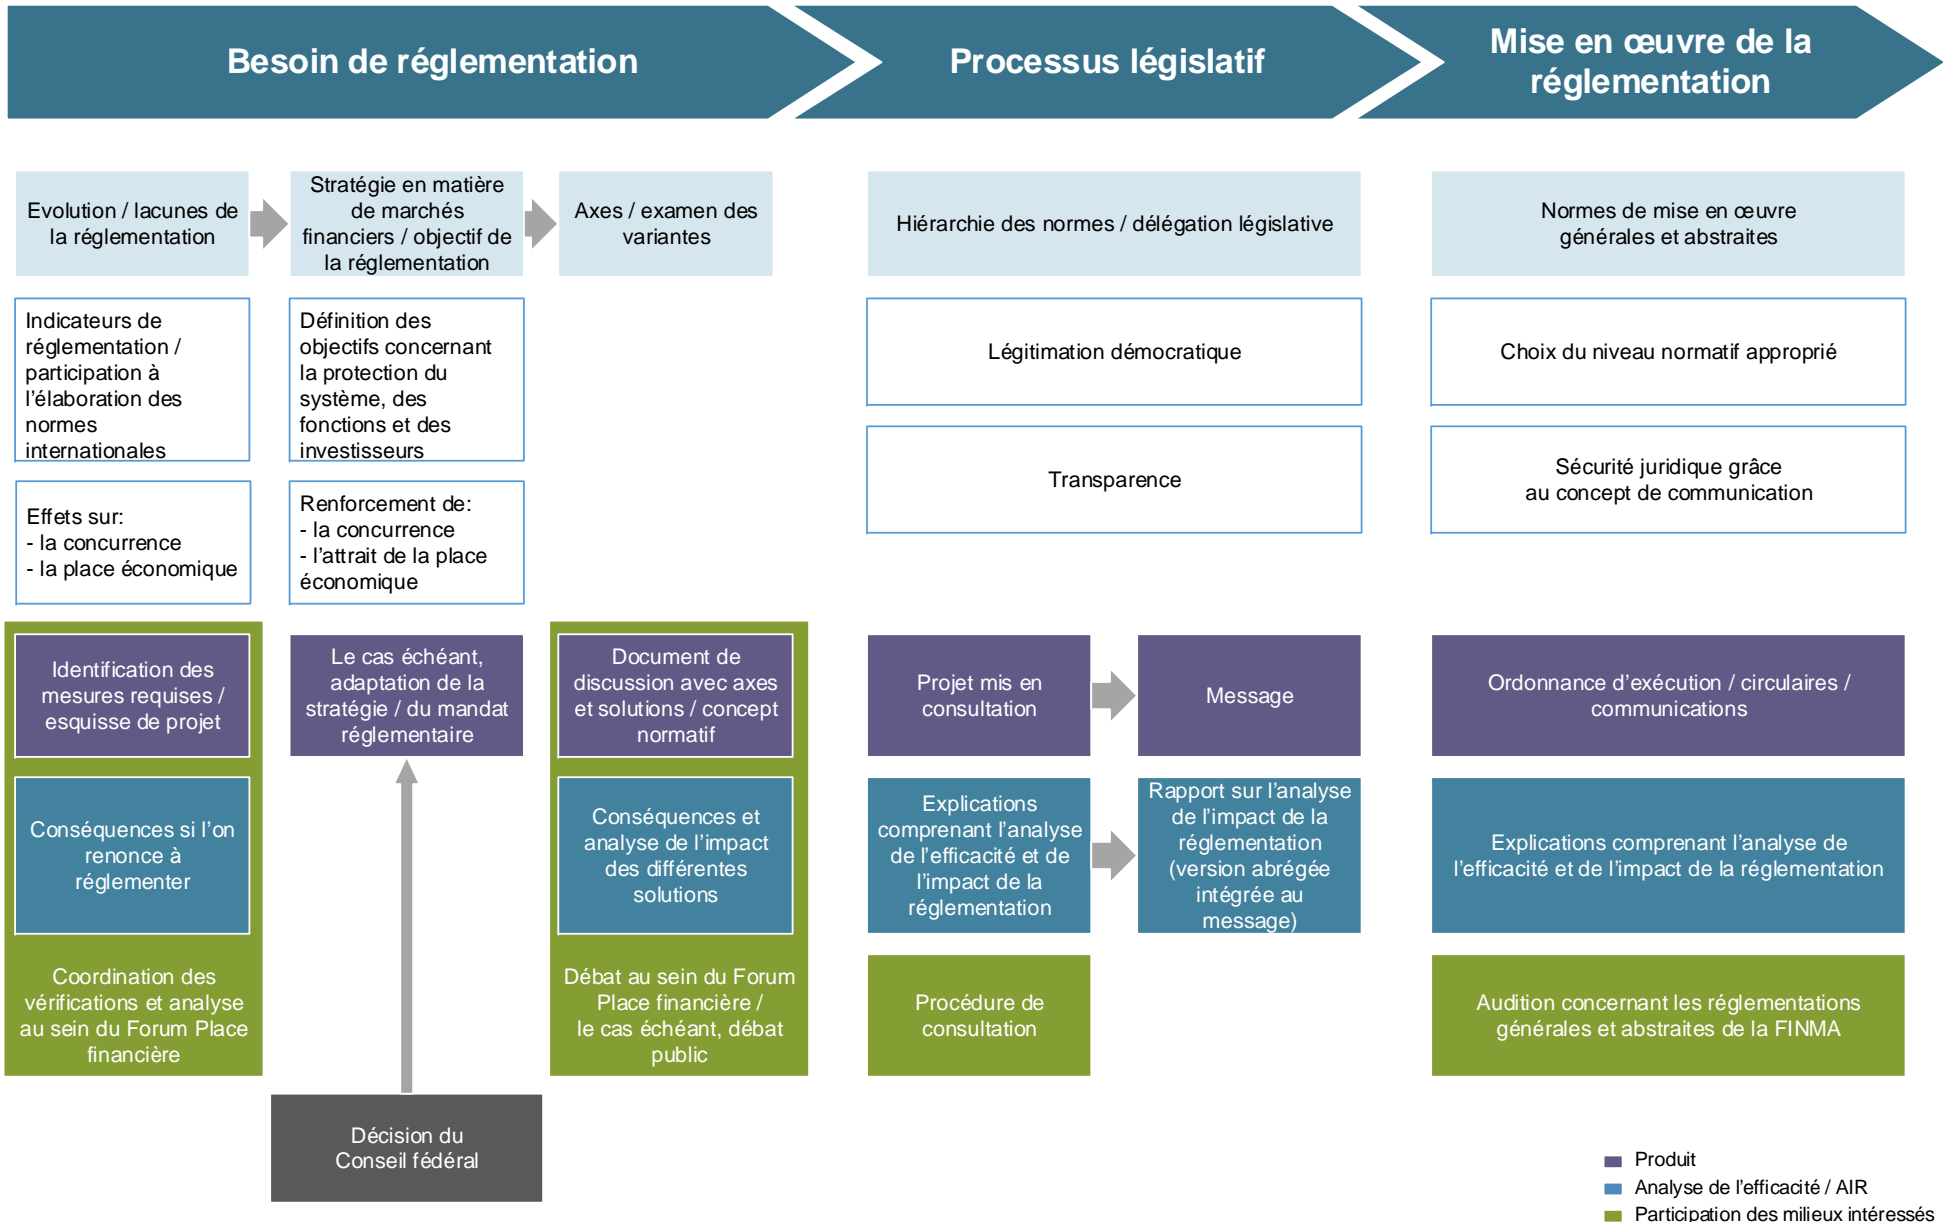 Besoin de réglementation
Processus législatif
Mise en œuvre de la
réglementation
Evolution / lacunes de
la réglementation
Stratégie en matière
de marchés
financiers / objectif de
la réglementation
Axes / examen des
variantes
Hiérarchie des normes / délégation législative
Normes de mise en œuvre
générales et abstraites
Indicateurs de
réglementation /
participation à
l'élaboration des
normes
internationales
Définition des
objectifs concernant
la protection du
système, des
fonctions et des
investisseurs
Légitimation démocratique
Choix du niveau normatif approprié
Effets sur:
- la concurrence
- la place économique
Renforcement de:
- la concurrence
- l'attrait de la place
économique
Transparence
Sécurité juridique grâce
au concept de communication
Identification des
mesures requises /
esquisse de projet
Le cas échéant,
adaptation de la
stratégie / du mandat
réglementaire
Document de
discussion avec axes
et solutions / concept
normatif
Projet mis en
consultation
Message
Ordonnance d'exécution / circulaires /
communications
Conséquences si l'on
renonce à
réglementer
Conséquences et
analyse de l'impact
des différentes
solutions
Explications
comprenant l'analyse
de l'efficacité et de
l'impact de la
réglementation
Rapport sur l'analyse
de l'impact de la
réglementation
(version abrégée
intégrée au
message)
Explications comprenant l'analyse de
l'efficacité et de l'impact de la réglementation
Coordination des
vérifications et analyse
au sein du Forum Place
financière
Débat au sein du Forum
Place financière /
le cas échéant, débat
public
Procédure de
consultation
Audition concernant les réglementations
générales et abstraites de la FINMA
Décision du
Conseil fédéral
Produit
Analyse de l'efficacité / AIR
Participation des milieux intéressés